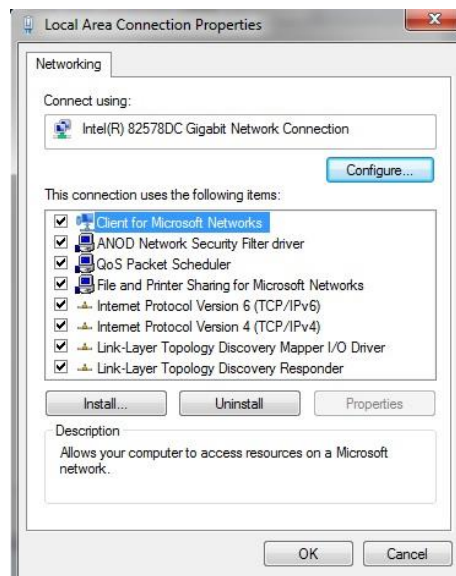 Local Area Connection Properties
Networking
Connect using:
Intel(R) 82578DC Gigabit Network Connection
Configure...
This connection uses the following items:
Client for Microsoft Networks
ANOD Network Security Filter driver
QoS Packet Scheduler
File and Printer Sharing for Microsoft Networks
Internet Protocol Version 6 (TCP/IPv6)
Internet Protocol Version 4 (TCP/IPv4)
Link-Layer Topology Discovery Mapper I/O Driver
Link-Layer Topology Discovery Responder
Install...
Uninstall
Properties
Description
Allows your computer to access resources on a Microsoft
network.
OK
Cancel